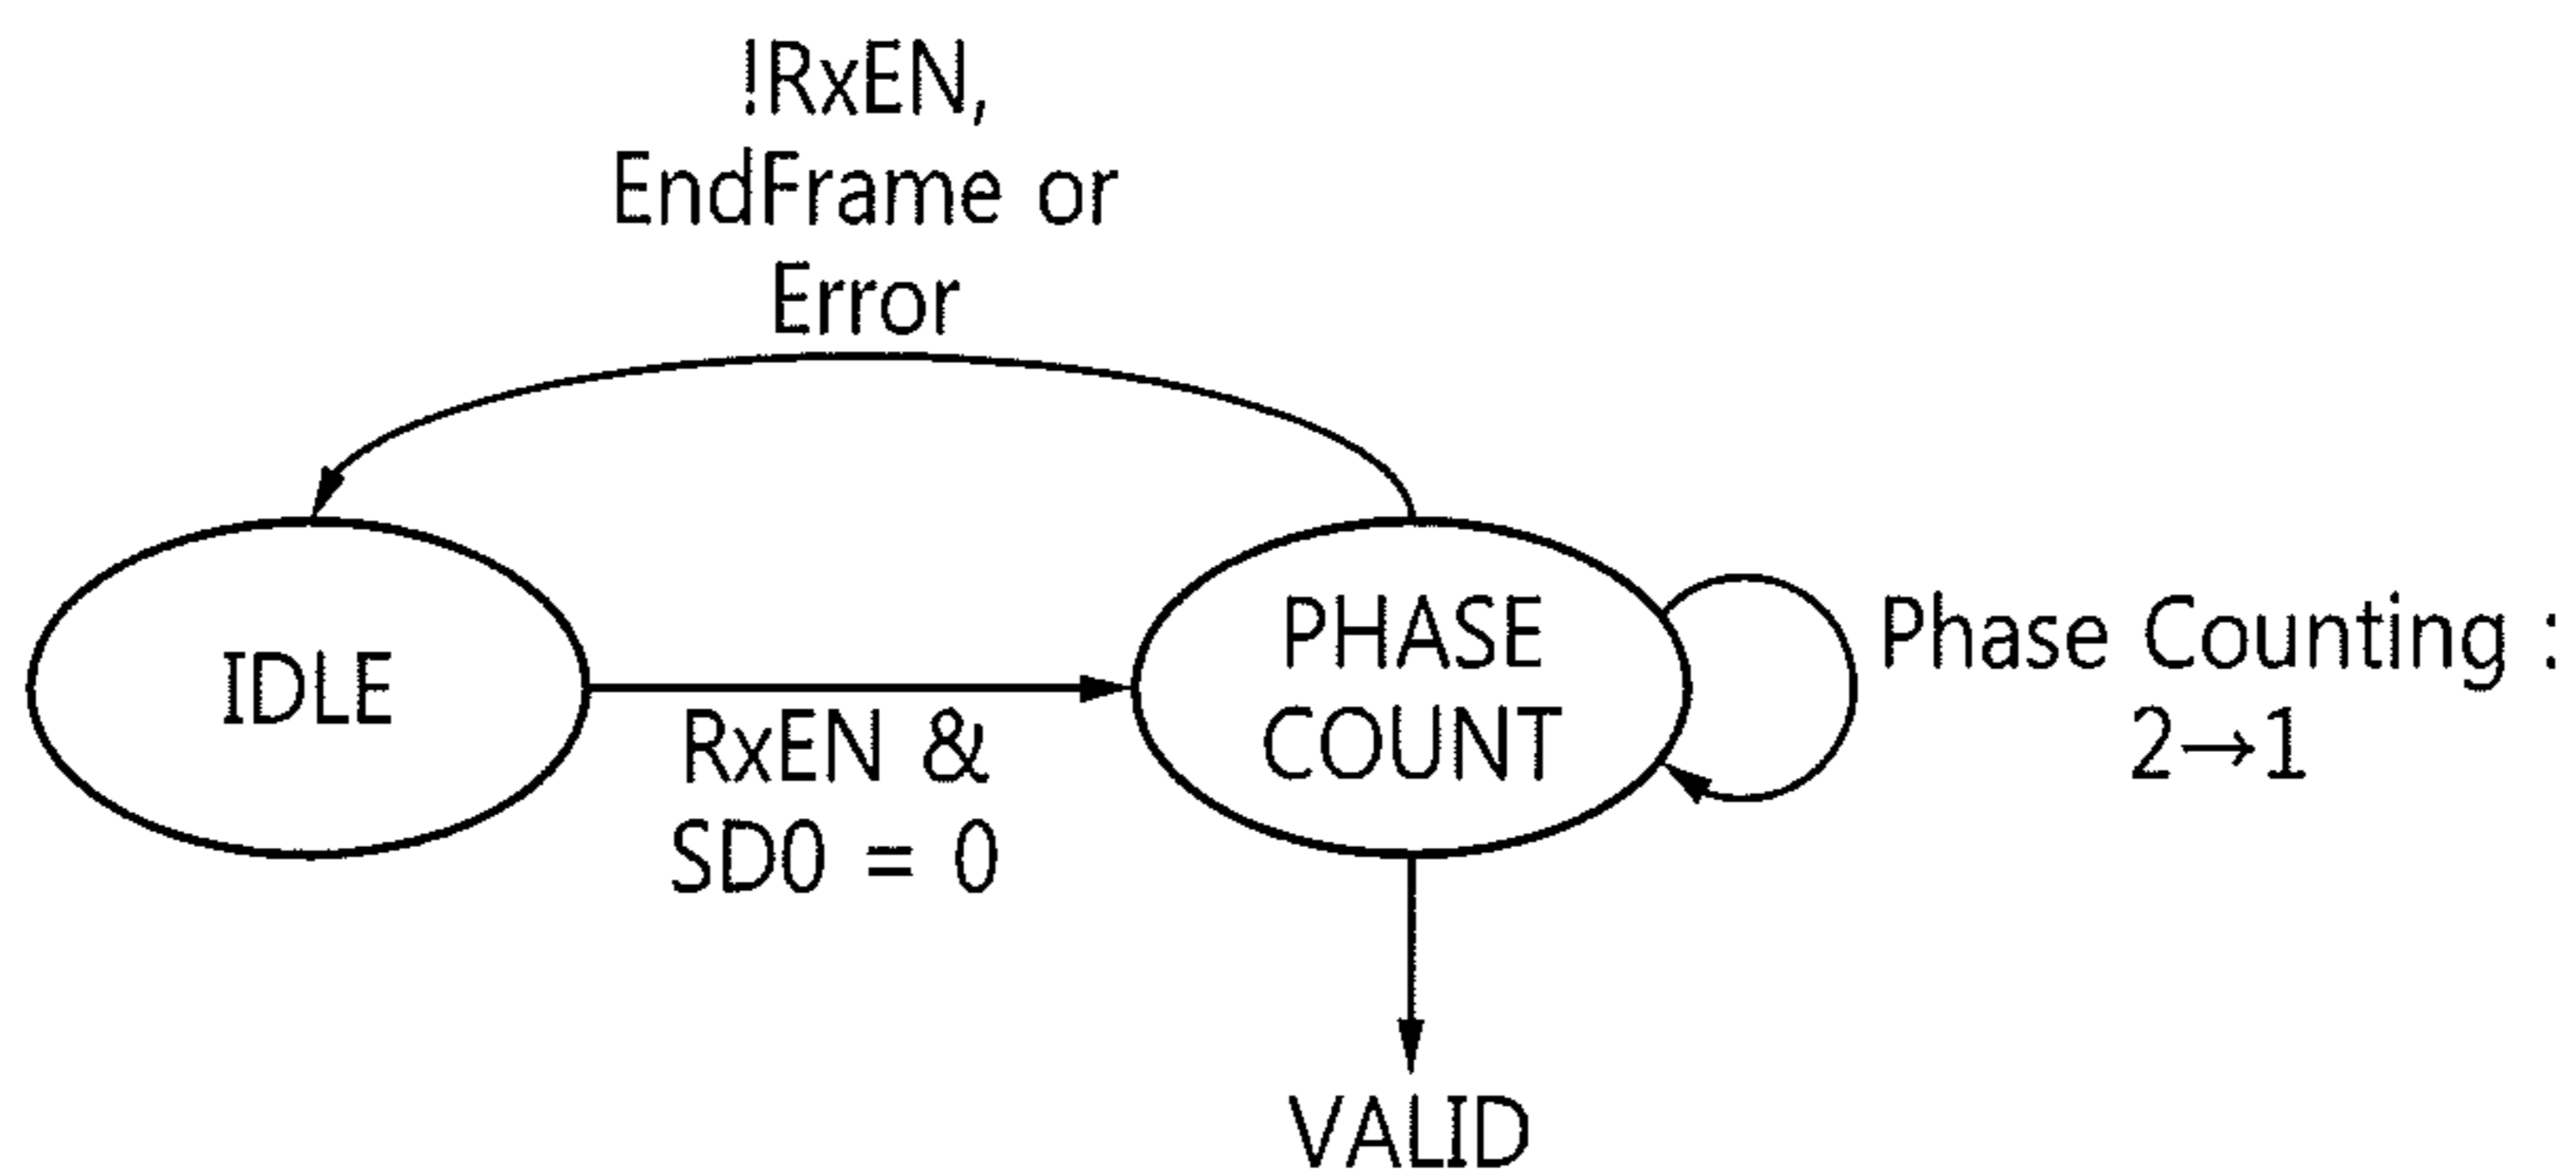 !RxEN,
EndFrame or
Error
IDLE
RxEN &
SD0 = 0
PHASE
COUNT
Phase Counting :
2→1
VALID